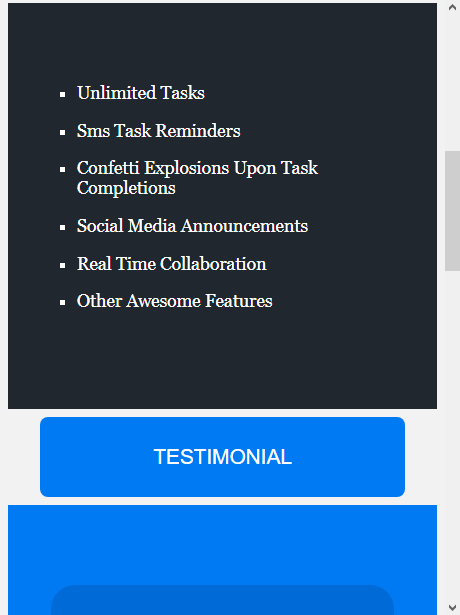 Unlimited Tasks
Sms Task Reminders
Confetti Explosions Upon Task
Completions
Social Media Announcements
Real Time Collaboration
Other Awesome Features
TESTIMONIAL